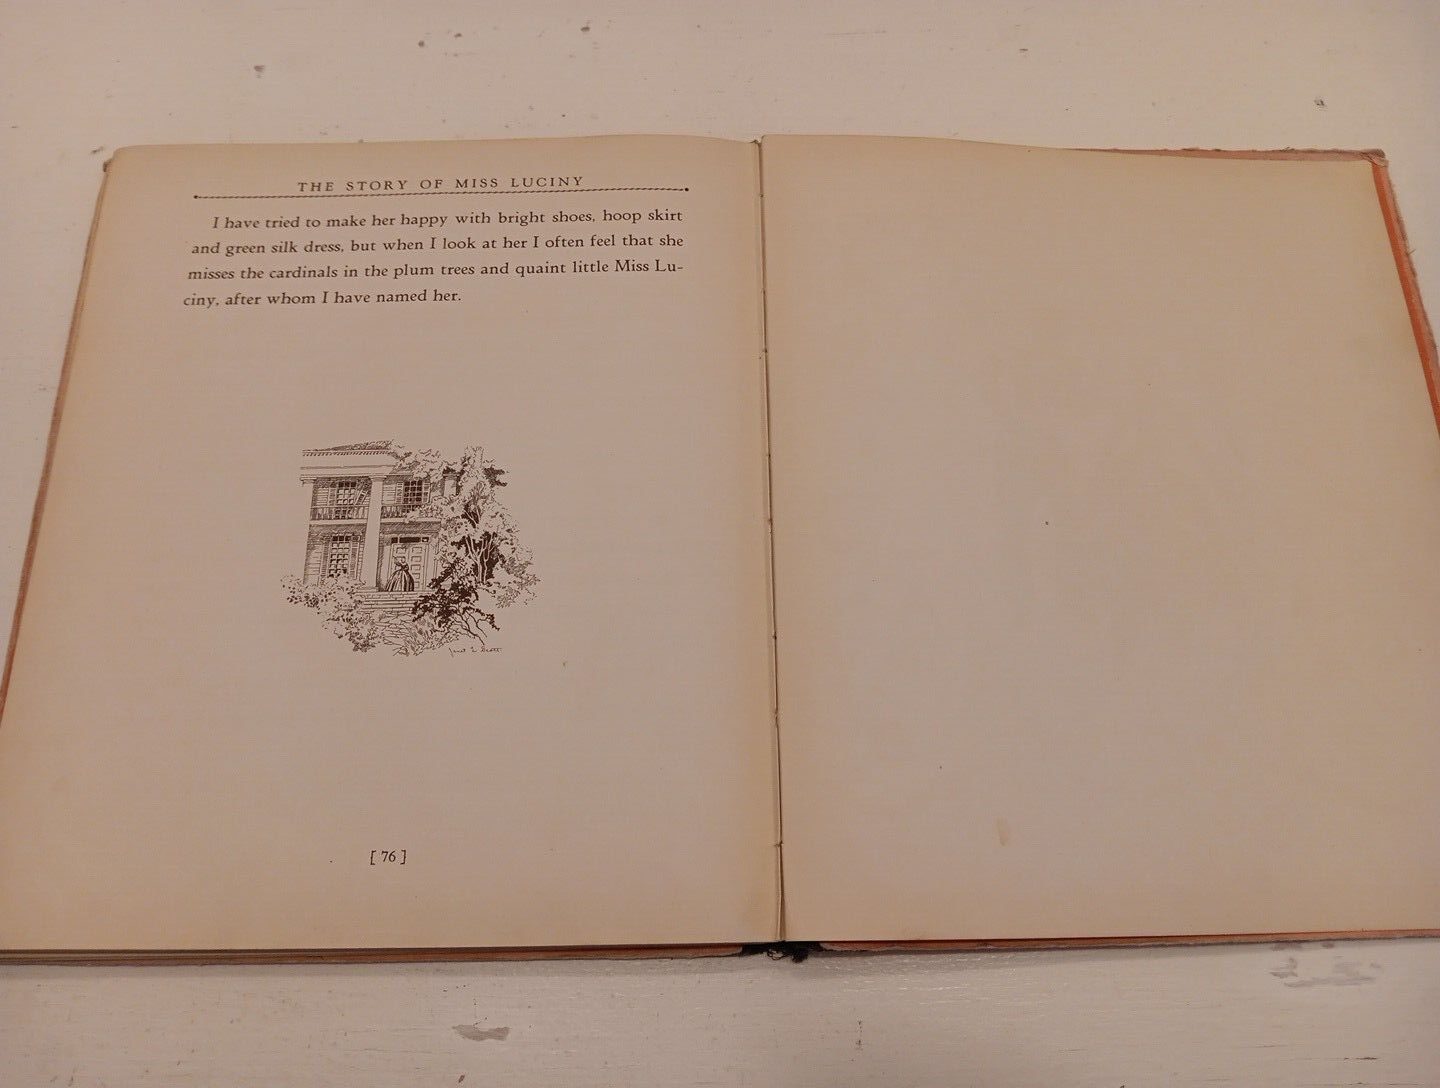 THE STORY OF MISS LUCINY
I have tried to make her happy with bright shoes, hoop skirt
and green silk dress, but when I look at her I often feel that she
misses the cardinals in the plum trees and quaint little Miss Lu-
ciny, after whom I have named her.
Janet L Scott
[ 76 ]